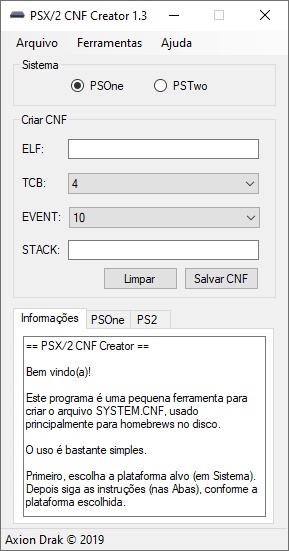 PSX/2 CNF Creator 1.3
Arquivo Ferramentas Ajuda
Sistema
PSOne PSTwo
Criar CNF
ELF:
TCB: 4
EVENT: 10
STACK:
Limpar Salvar CNF
Informações PSOne PS2
== PSX/2 CNF Creator ==
Bem vindo(a)!
Este programa é uma pequena ferramenta para
criar o arquivo SYSTEM.CNF, usado
principalmente para homebrews no disco.
O uso é bastante simples.
Primeiro, escolha a plataforma alvo (em Sistema).
Depois siga as instruções (nas Abas), conforme a
plataforma escolhida.
Axion Drak © 2019